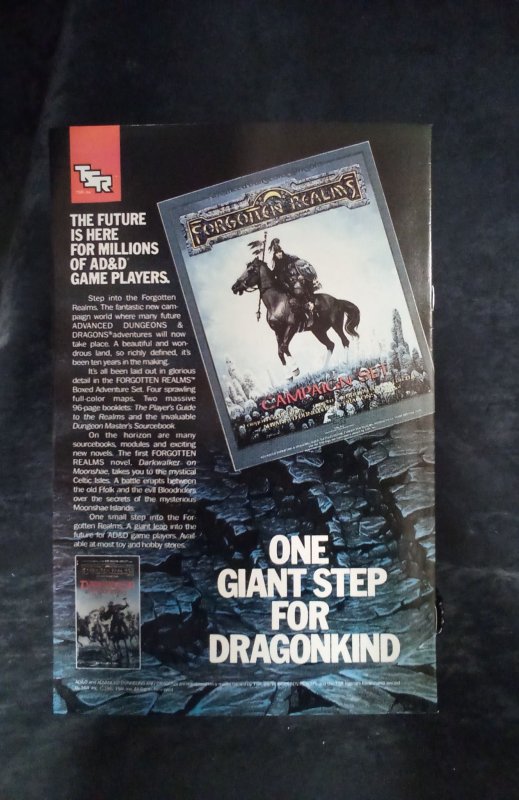 TSR
THE FUTURE
IS HERE
FOR MILLIONS
OF AD&D®
GAME PLAYERS.
Step into the Forgotten
Realms. The fantastic new cam-
paign world where many future
ADVANCED DUNGEONS &
DRAGONS® adventures will now
take place. A beautiful and won-
drous land, so richly defined, it's
been ten years in the making.
It's all been laid out in glorious
detail in the FORGOTTEN REALMS™
Boxed Adventure Set. Four sprawling
full-color maps. Two massive
96-page booklets: The Player's Guide
to the Realms and the invaluable
Dungeon Master's Sourcebook.
On the horizon are many
sourcebooks, modules and exciting
new novels. The first FORGOTTEN
REALMS novel, Darkwalker on
Moonshae, takes you to the mystical
Celtic Isles. A battle erupts between
the old Ffolk and the evil Bloodriders
over the secrets of the mysterious
Moonshae Islands.
One small step into the For-
gotten Realms. A giant leap into the
future for AD&D game players. Avail-
able at most toy and hobby stores.
FORGOTTEN REALMS
CAMPAIGN SET
ONE
GIANT STEP
FOR
DRAGONKIND